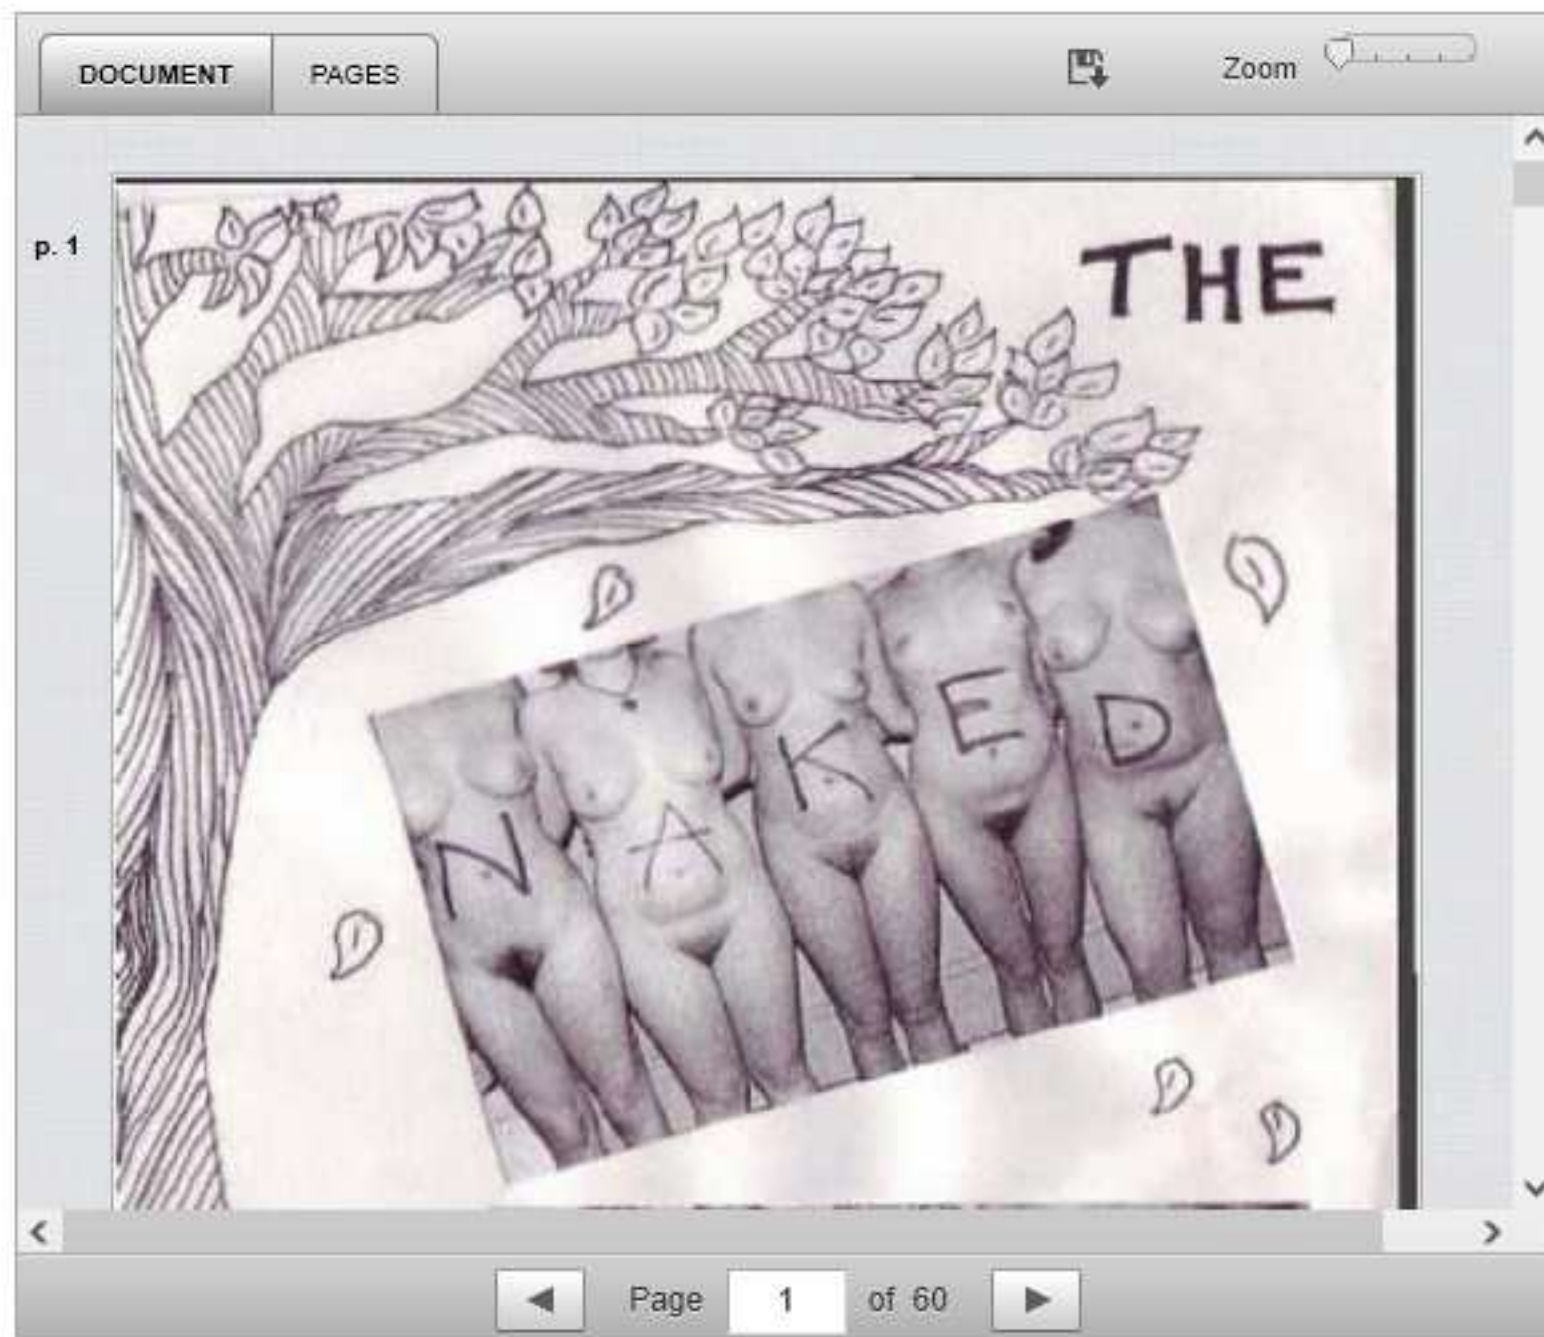 DOCUMENT PAGES Zoom
p. 1
THE
NAKED
Page 1 of 60